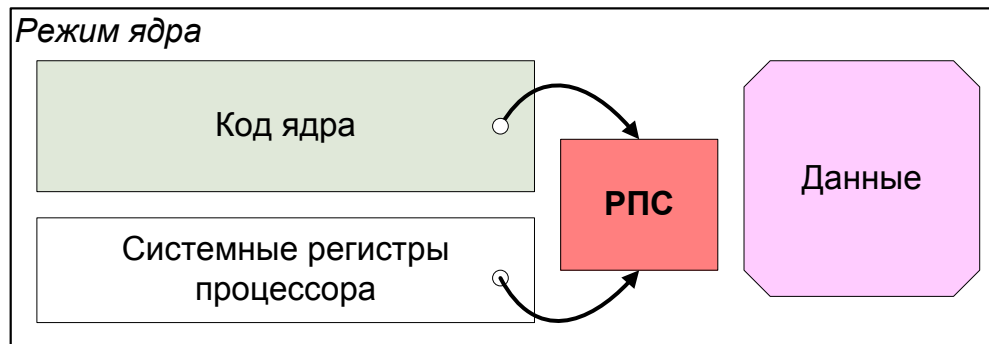 Режим ядра
Код ядра
РПС
Данные
Системные регистры
процессора